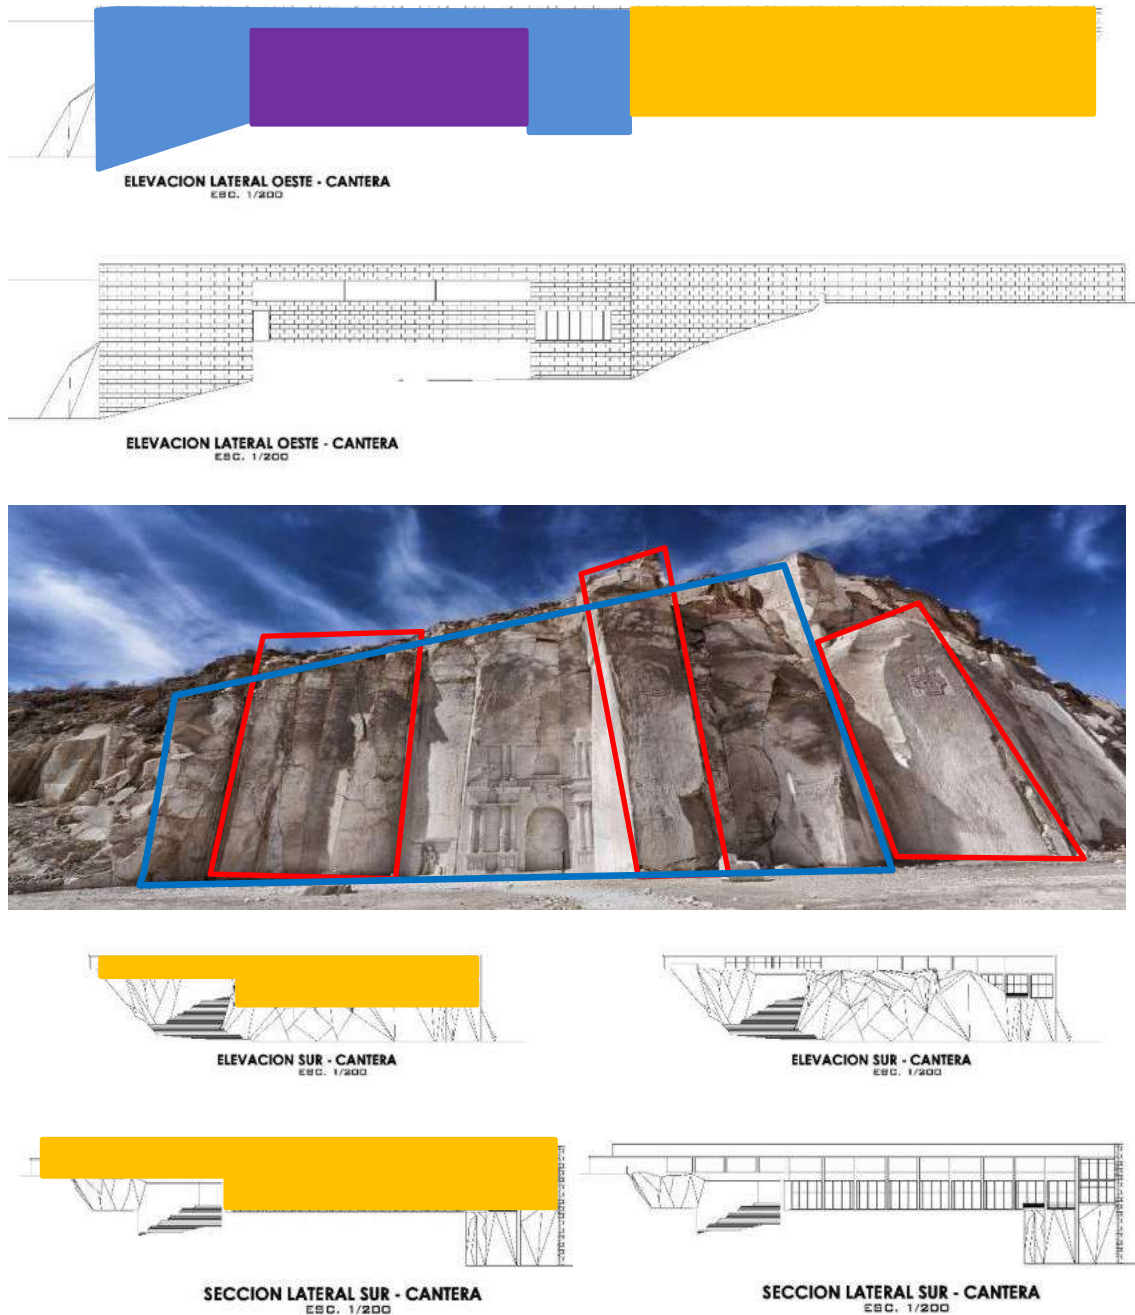 ELEVACION LATERAL OESTE - CANTERA
ESC. 1/200
ELEVACION LATERAL OESTE - CANTERA
ESC. 1/200
ELEVACION SUR - CANTERA
ESC. 1/200
ELEVACION SUR - CANTERA
ESC. 1/200
SECCION LATERAL SUR - CANTERA
ESC. 1/200
SECCION LATERAL SUR - CANTERA
ESC. 1/200